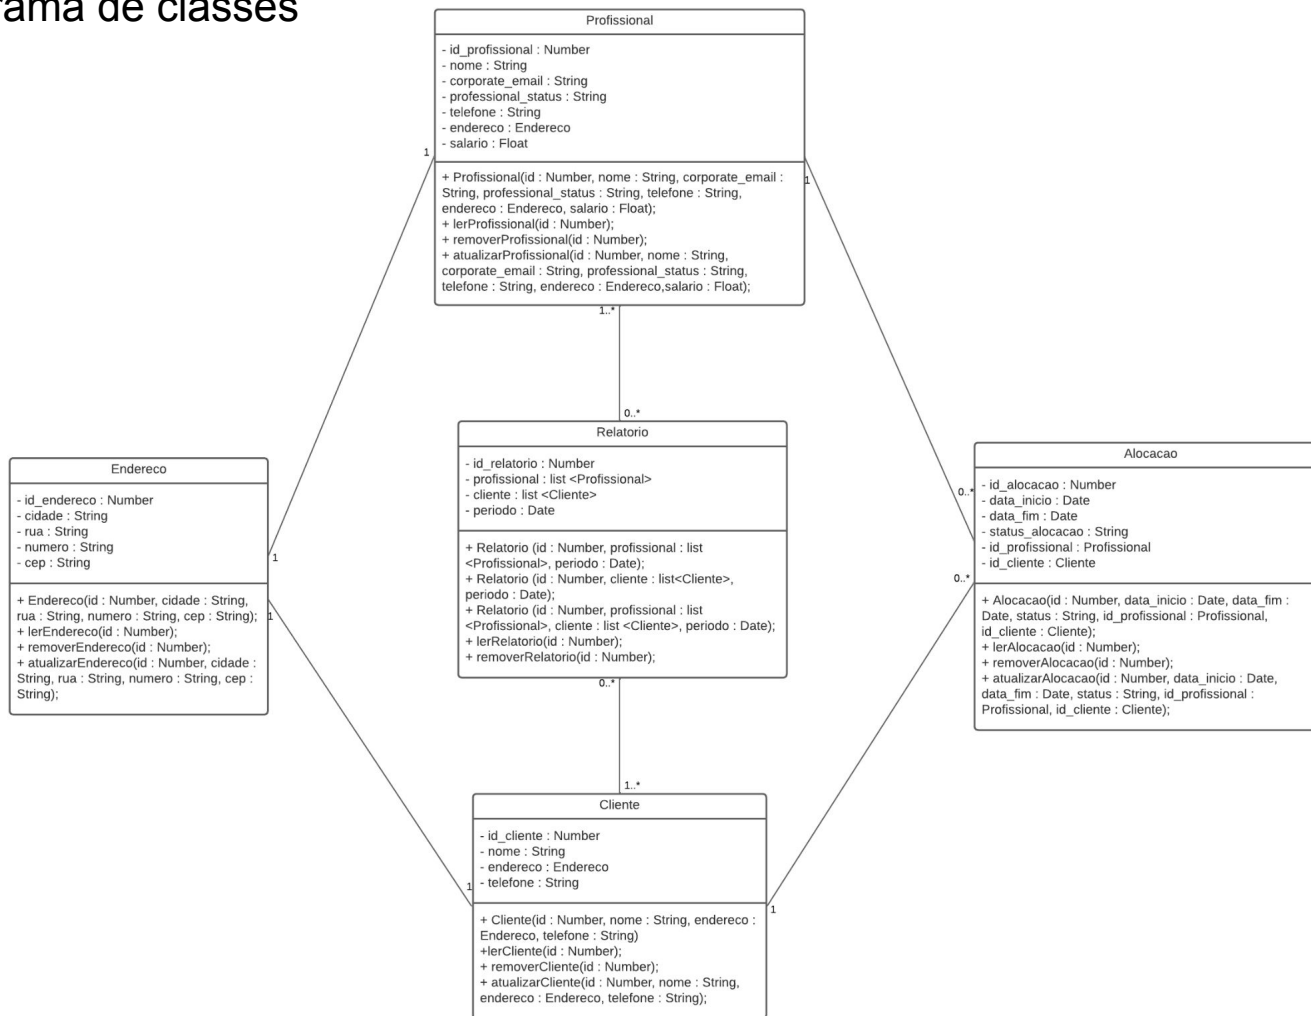 rama de classes
Profissional
- id_profissional : Number
- nome : String
- corporate_email : String
- professional_status : String
- telefone : String
- endereco : Endereco
- salario : Float
1
1
+ Profissional(id : Number, nome : String, corporate_email :
String, professional_status : String, telefone : String,
endereco : Endereco, salario : Float);
+ lerProfissional(id : Number);
+ removerProfissional(id : Number);
+ atualizarProfissional(id : Number, nome : String,
corporate_email : String, professional_status : String,
telefone : String, endereco : Endereco,salario : Float);
1..*
0..*
Relatorio
- id_relatorio : Number
- profissional : list <Profissional>
- cliente : list <Cliente>
- periodo : Date
+ Relatorio (id : Number, profissional : list
<Profissional>, periodo : Date);
+ Relatorio (id : Number, cliente : list<Cliente>,
periodo : Date);
+ Relatorio (id : Number, profissional : list
<Profissional>, cliente : list <Cliente>, periodo : Date);
+ lerRelatorio(id : Number);
+ removerRelatorio(id : Number);
0..*
Endereco
- id_endereco : Number
- cidade : String
- rua : String
- numero : String
- cep : String
1
+ Endereco(id : Number, cidade : String,
rua : String, numero : String, cep : String);
+ lerEndereco(id : Number);
+ removerEndereco(id : Number);
+ atualizarEndereco(id : Number, cidade :
String, rua : String, numero : String, cep :
String);
1
Alocacao
0..*
- id_alocacao : Number
- data_inicio : Date
- data_fim : Date
- status_alocacao : String
- id_profissional : Profissional
- id_cliente : Cliente
0..*
+ Alocacao(id : Number, data_inicio : Date, data_fim :
Date, status : String, id_profissional : Profissional,
id_cliente : Cliente);
+ lerAlocacao(id : Number);
+ removerAlocacao(id : Number);
+ atualizarAlocacao(id : Number, data_inicio : Date,
data_fim : Date, status : String, id_profissional :
Profissional, id_cliente : Cliente);
1..*
Cliente
- id_cliente : Number
- nome : String
- endereco : Endereco
- telefone : String
1
1
+ Cliente(id : Number, nome : String, endereco :
Endereco, telefone : String)
+lerCliente(id : Number);
+ removerCliente(id : Number);
+ atualizarCliente(id : Number, nome : String,
endereco : Endereco, telefone : String);